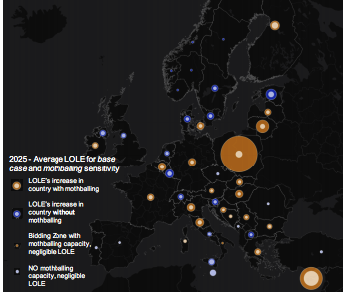 2025 - Average LOLE for base
case and mothballing sensitivity
LOLE's increase in
country with mothballing
LOLE's increase in
country without
mothballing
Bidding Zone with
mothballing capacity,
negligible LOLE
NO mothballing
capacity, negligible
LOLE